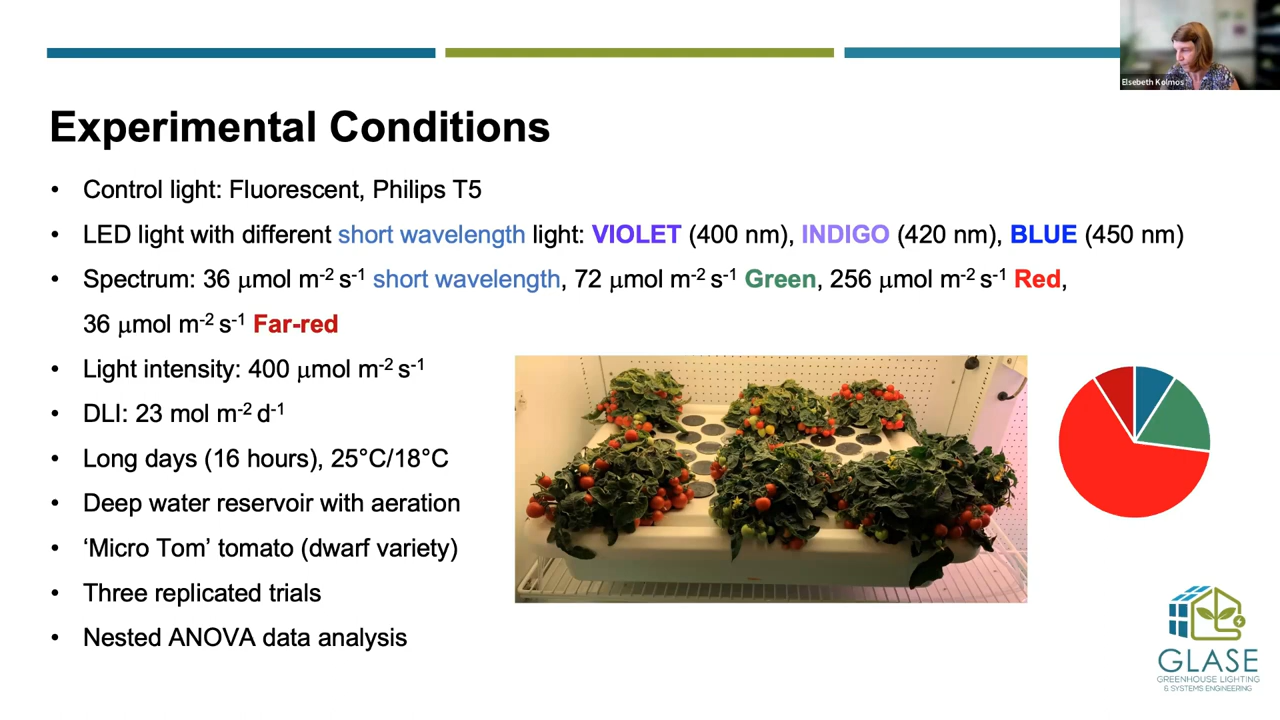 Elsebeth Kolmos
Experimental Conditions
• Control light: Fluorescent, Philips T5
• LED light with different short wavelength light: VIOLET (400 nm), INDIGO (420 nm), BLUE (450 nm)
• Spectrum: 36 μmol m-2 s-1 short wavelength, 72 μmol m-2 s-1 Green, 256 μmol m-2 s-1 Red,
36 μmol m-2 s-1 Far-red
• Light intensity: 400 μmol m-2 s-1
• DLI: 23 mol m-2 d-1
• Long days (16 hours), 25°C/18°C
• Deep water reservoir with aeration
• ‘Micro Tom’ tomato (dwarf variety)
• Three replicated trials
• Nested ANOVA data analysis
GLASE
GREENHOUSE LIGHTING
& SYSTEMS ENGINEERING